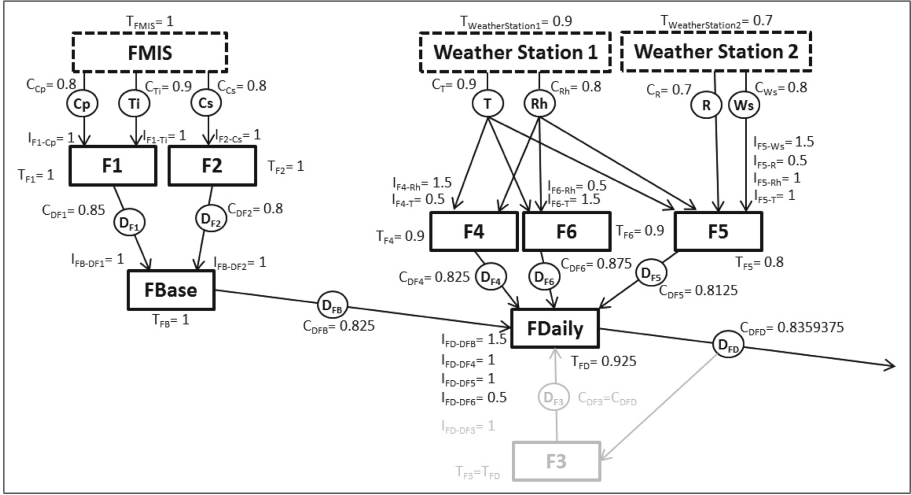 T_FMIS= 1
T_WeatherStation1= 0.9
T_WeatherStation2= 0.7
FMIS
Weather Station 1
Weather Station 2
C_Cp= 0.8
C_Ti= 0.9
C_Cs= 0.8
C_T= 0.9
C_Rh= 0.8
C_R= 0.7
C_Ws= 0.8
Cp
Ti
Cs
T
Rh
R
Ws
I_F1-Cp= 1
I_F1-Ti= 1
I_F2-Cs= 1
I_F5-Ws= 1.5
I_F5-R= 0.5
I_F5-Rh= 1
I_F5-T= 1
F1
F2
T_F1= 1
T_F2= 1
I_F4-Rh= 1.5
I_F4-T= 0.5
I_F6-Rh= 0.5
I_F6-T= 1.5
C_DF1= 0.85
D_F1
D_F2
C_DF2= 0.8
T_F4= 0.9
F4
F6
T_F6= 0.9
F5
T_F5= 0.8
I_FB-DF1= 1
I_FB-DF2= 1
C_DF4= 0.825
D_F4
D_F6
C_DF6= 0.875
D_F5
C_DF5= 0.8125
FBase
T_FB= 1
D_FB
C_DFB= 0.825
FDaily
C_DFD= 0.8359375
D_FD
I_FD-DFB= 1.5
I_FD-DF4= 1
I_FD-DF5= 1
I_FD-DF6= 0.5
T_FD= 0.925
D_F3
C_DF3=C_DFD
I_FD-DF3= 1
F3
T_F3=T_FD